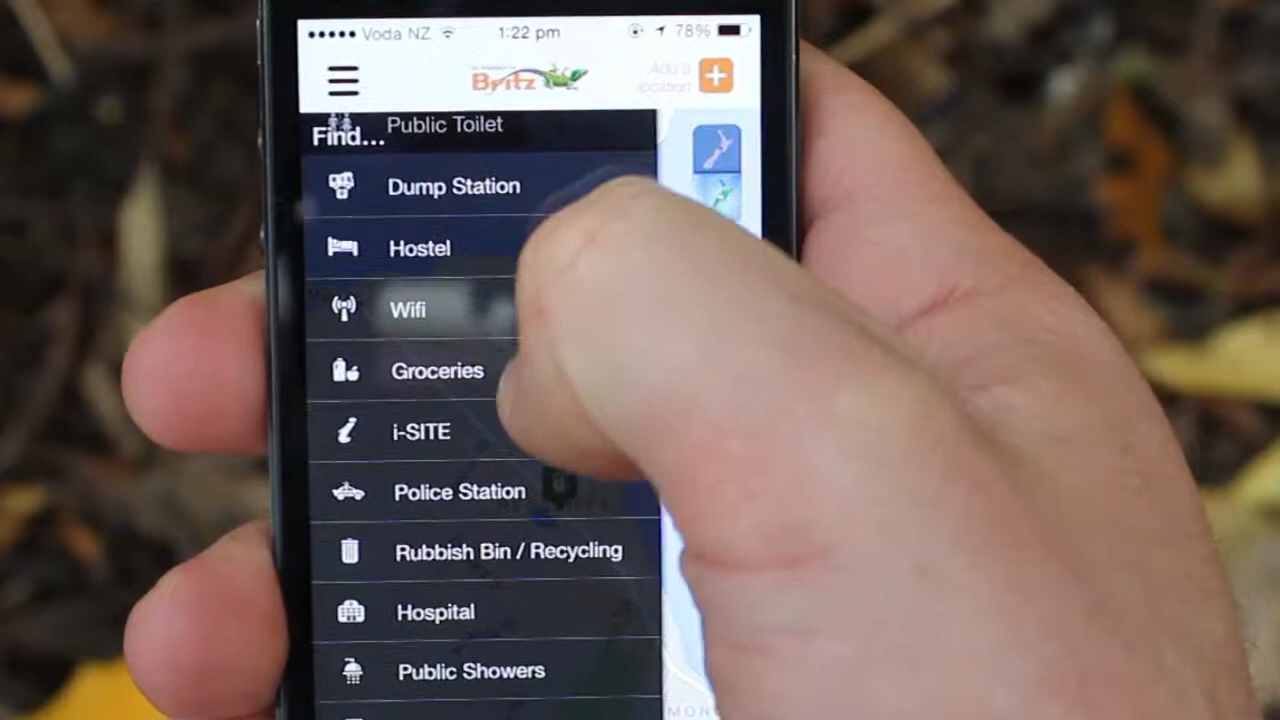 Voda NZ 1:22 pm 78%
Britz
Add a
location
Public Toilet
Find...
Dump Station
Hostel
Wifi
Groceries
i-SITE
Police Station
Rubbish Bin / Recycling
Hospital
Public Showers